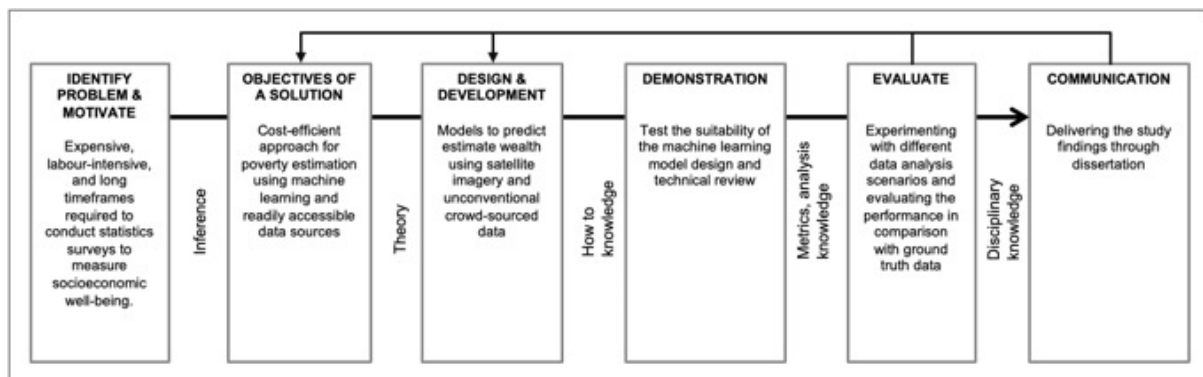 IDENTIFY
PROBLEM &
MOTIVATE
Expensive,
labour-intensive,
and long
timeframes
required to
conduct statistics
surveys to
measure
socioeconomic
well-being.
Inference
OBJECTIVES OF
A SOLUTION
Cost-efficient
approach for
poverty estimation
using machine
learning and
readily accessible
data sources
Theory
DESIGN &
DEVELOPMENT
Models to predict
estimate wealth
using satellite
imagery and
unconventional
crowd-sourced
data
How to
knowledge
DEMONSTRATION
Test the suitability of
the machine learning
model design and
technical review
Metrics, analysis
knowledge
EVALUATE
Experimenting
with different
data analysis
scenarios and
evaluating the
performance in
comparison
with ground
truth data
Disciplinary
knowledge
COMMUNICATION
Delivering the study
findings through
dissertation